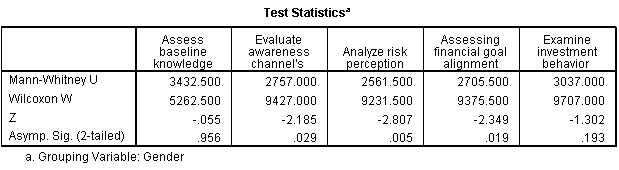 Test Statisticsᵃ
Assess baseline knowledge Evaluate awareness channel's Analyze risk perception Assessing financial goal alignment Examine investment behavior
Mann-Whitney U 3432.500 2757.000 2561.500 2705.500 3037.000
Wilcoxon W 5262.500 9427.000 9231.500 9375.500 9707.000
Z -.055 -2.185 -2.807 -2.349 -1.302
Asymp. Sig. (2-tailed) .956 .029 .005 .019 .193
a. Grouping Variable: Gender